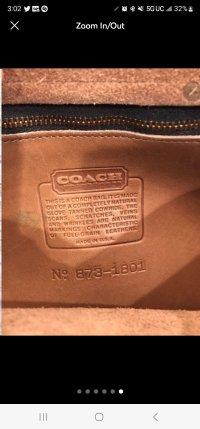 3:02
5G UC 32%
Zoom In/Out
COACH
THIS IS A COACH BAG. IT IS MADE
OUT OF A COMPLETELY NATURAL
GLOVE TANNED COWHIDE. THE
SCARS, SCRATCHES, VEINS
AND WRINKLES ARE NATURAL
MARKINGS CHARACTERISTIC
OF FULL-GRAIN LEATHERS.
MADE IN U.S.A.
Nº 873-1801